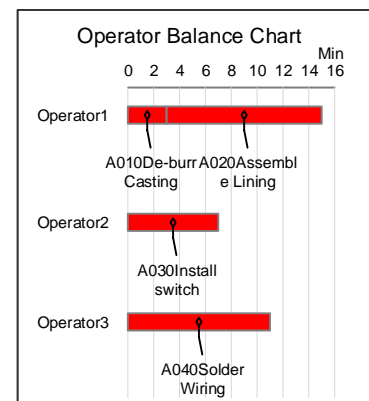 Operator Balance Chart
Min
0 2 4 6 8 10 12 14 16
Operator1
A010De-burr A020Assembl
Casting e Lining
Operator2
A030Install
switch
Operator3
A040Solder
Wiring